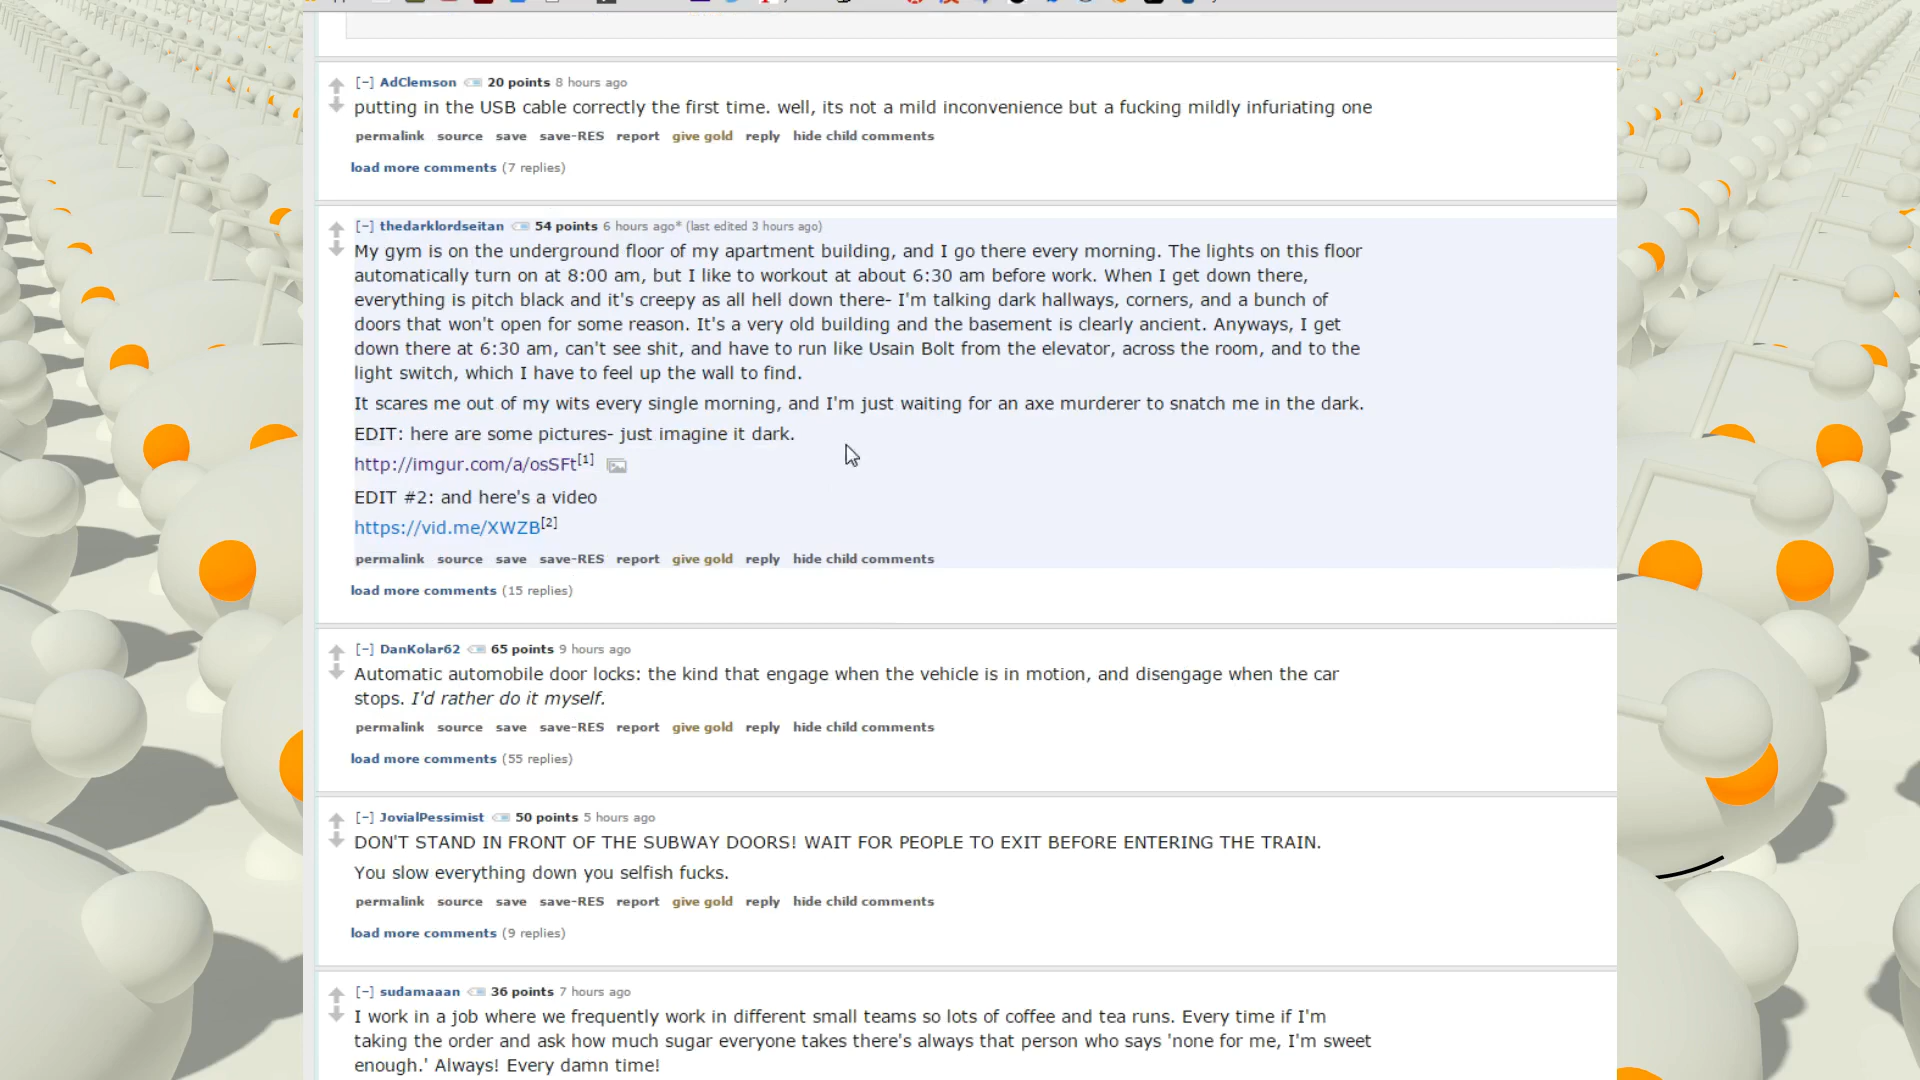 [-] AdClemson 20 points 8 hours ago
putting in the USB cable correctly the first time. well, its not a mild inconvenience but a fucking mildly infuriating one
permalink source save save-RES report give gold reply hide child comments
load more comments (7 replies)
[-] thedarklordseitan 54 points 6 hours ago* (last edited 3 hours ago)
My gym is on the underground floor of my apartment building, and I go there every morning. The lights on this floor
automatically turn on at 8:00 am, but I like to workout at about 6:30 am before work. When I get down there,
everything is pitch black and it's creepy as all hell down there- I'm talking dark hallways, corners, and a bunch of
doors that won't open for some reason. It's a very old building and the basement is clearly ancient. Anyways, I get
down there at 6:30 am, can't see shit, and have to run like Usain Bolt from the elevator, across the room, and to the
light switch, which I have to feel up the wall to find.
It scares me out of my wits every single morning, and I'm just waiting for an axe murderer to snatch me in the dark.
EDIT: here are some pictures- just imagine it dark.
http://imgur.com/a/osSFt[1]
EDIT #2: and here's a video
https://vid.me/XWZB[2]
permalink source save save-RES report give gold reply hide child comments
load more comments (15 replies)
[-] DanKolar62 65 points 9 hours ago
Automatic automobile door locks: the kind that engage when the vehicle is in motion, and disengage when the car
stops. I'd rather do it myself.
permalink source save save-RES report give gold reply hide child comments
load more comments (55 replies)
[-] JovialPessimist 50 points 5 hours ago
DON'T STAND IN FRONT OF THE SUBWAY DOORS! WAIT FOR PEOPLE TO EXIT BEFORE ENTERING THE TRAIN.
You slow everything down you selfish fucks.
permalink source save save-RES report give gold reply hide child comments
load more comments (9 replies)
[-] sudamaaan 36 points 7 hours ago
I work in a job where we frequently work in different small teams so lots of coffee and tea runs. Every time if I'm
taking the order and ask how much sugar everyone takes there's always that person who says 'none for me, I'm sweet
enough.' Always! Every damn time!